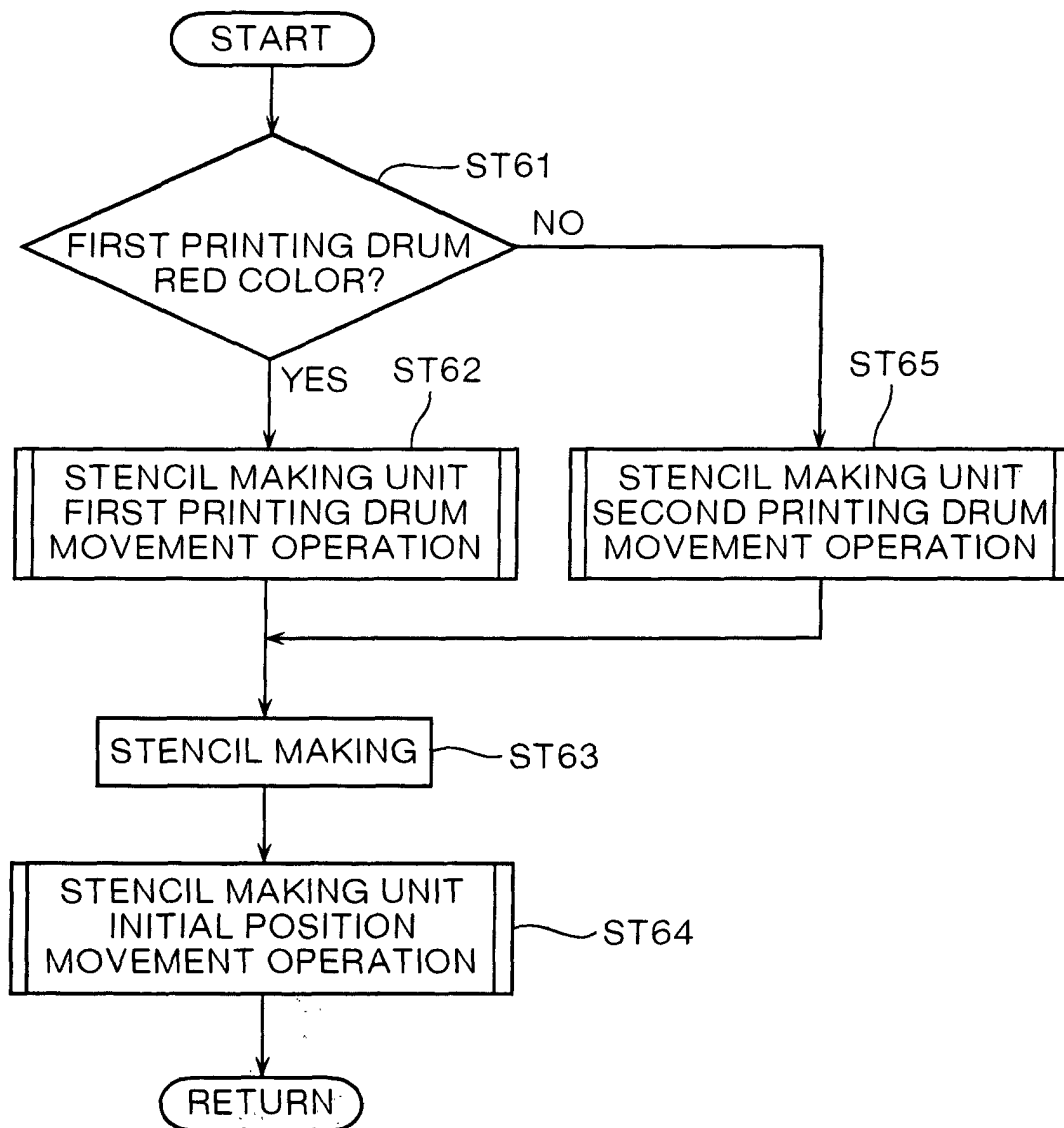 START
ST61
FIRST PRINTING DRUM
RED COLOR?
NO
YES
ST62
ST65
STENCIL MAKING UNIT
FIRST PRINTING DRUM
MOVEMENT OPERATION
STENCIL MAKING UNIT
SECOND PRINTING DRUM
MOVEMENT OPERATION
STENCIL MAKING
ST63
STENCIL MAKING UNIT
INITIAL POSITION
MOVEMENT OPERATION
ST64
RETURN